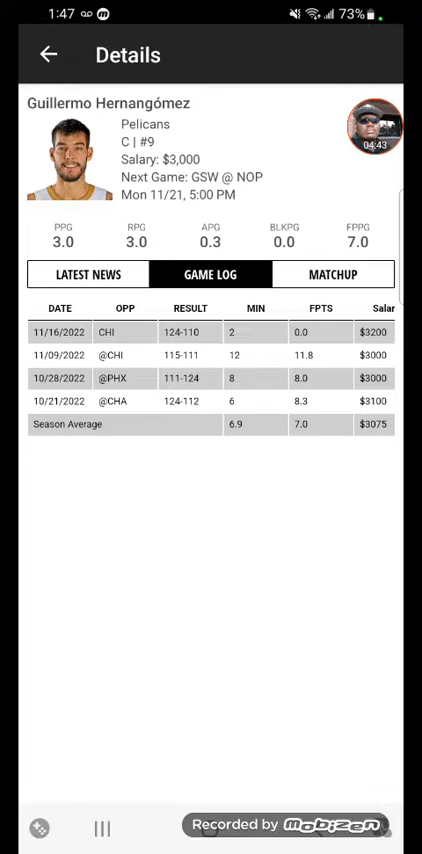 1:47 73%
Details
Guillermo Hernangómez
Pelicans
C | #9
Salary: $3,000
Next Game: GSW @ NOP
Mon 11/21, 5:00 PM
04:43
PPG RPG APG BLKPG FPPG
3.0 3.0 0.3 0.0 7.0
LATEST NEWS GAME LOG MATCHUP
DATE OPP RESULT MIN FPTS Salar
11/16/2022 CHI 124-110 2 0.0 $3200
11/09/2022 @CHI 115-111 12 11.8 $3000
10/28/2022 @PHX 111-124 8 8.0 $3000
10/21/2022 @CHA 124-112 6 8.3 $3100
Season Average 6.9 7.0 $3075
Recorded by mobizen